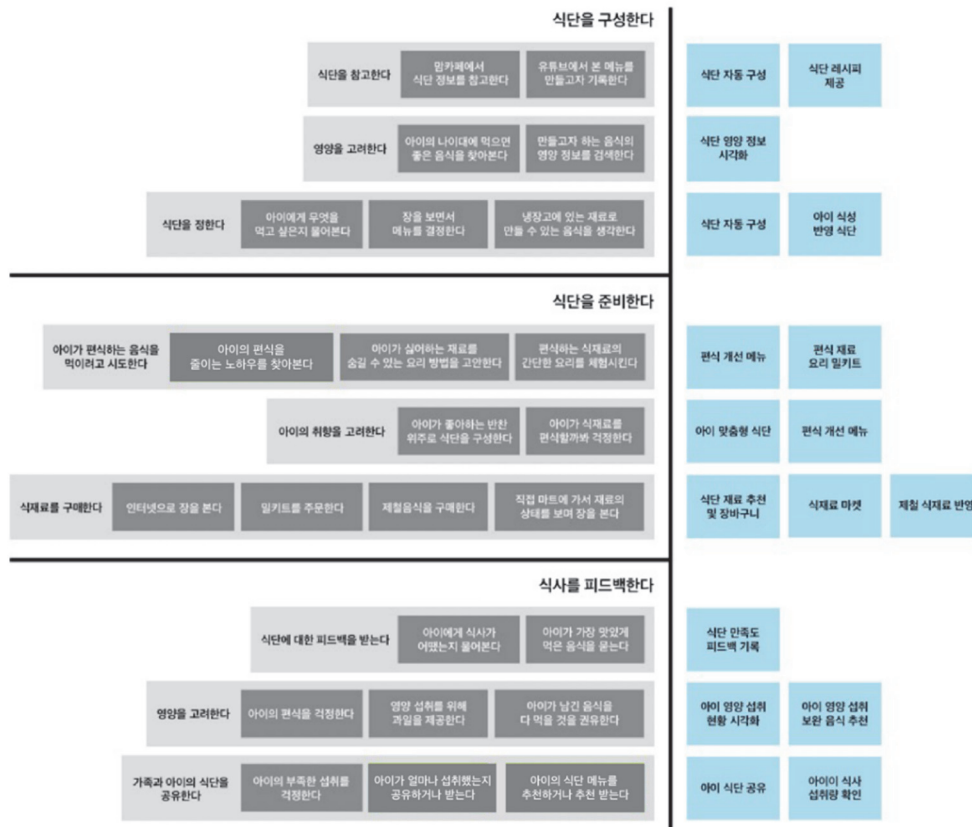 식단을 구성한다
식단을 참고한다
맘카페에서
식단 정보를 참고한다
유튜브에서 본 메뉴를
만들고자 기록한다
식단 자동 구성
식단 레시피
제공
영양을 고려한다
아이의 나이대에 먹으면
좋은 음식을 찾아본다
만들고자 하는 음식의
영양 정보를 검색한다
식단 영양 정보
시각화
식단을 정한다
아이에게 무엇을
먹고 싶은지 물어본다
장을 보면서
메뉴를 결정한다
냉장고에 있는 재료로
만들 수 있는 음식을 생각한다
식단 자동 구성
아이 식성
반영 식단
식단을 준비한다
아이가 편식하는 음식을
먹이려고 시도한다
아이의 편식을
줄이는 노하우를 찾아본다
아이가 싫어하는 재료를
숨길 수 있는 요리 방법을 고안한다
편식하는 식재료의
간단한 요리를 체험시킨다
편식 개선 메뉴
편식 재료
요리 밀키트
아이의 취향을 고려한다
아이가 좋아하는 반찬
위주로 식단을 구성한다
아이가 식재료를
편식할까봐 걱정한다
아이 맞춤형 식단
편식 개선 메뉴
식재료를 구매한다
인터넷으로 장을 본다
밀키트를 주문한다
제철음식을 구매한다
직접 마트에 가서 재료의
상태를 보며 장을 본다
식단 재료 추천
및 장바구니
식재료 마켓
제철 식재료 반영
식사를 피드백한다
식단에 대한 피드백을 받는다
아이에게 식사가
어땠는지 물어본다
아이가 가장 맛있게
먹은 음식을 묻는다
식단 만족도
피드백 기록
영양을 고려한다
아이의 편식을 걱정한다
영양 섭취를 위해
과일을 제공한다
아이가 남긴 음식을
다 먹을 것을 권유한다
아이 영양 섭취
현황 시각화
아이 영양 섭취
보완 음식 추천
가족과 아이의 식단을
공유한다
아이의 부족한 섭취를
걱정한다
아이가 얼마나 섭취했는지
공유하거나 받는다
아이의 식단 메뉴를
추천하거나 추천 받는다
아이 식단 공유
아이이 식사
섭취량 확인